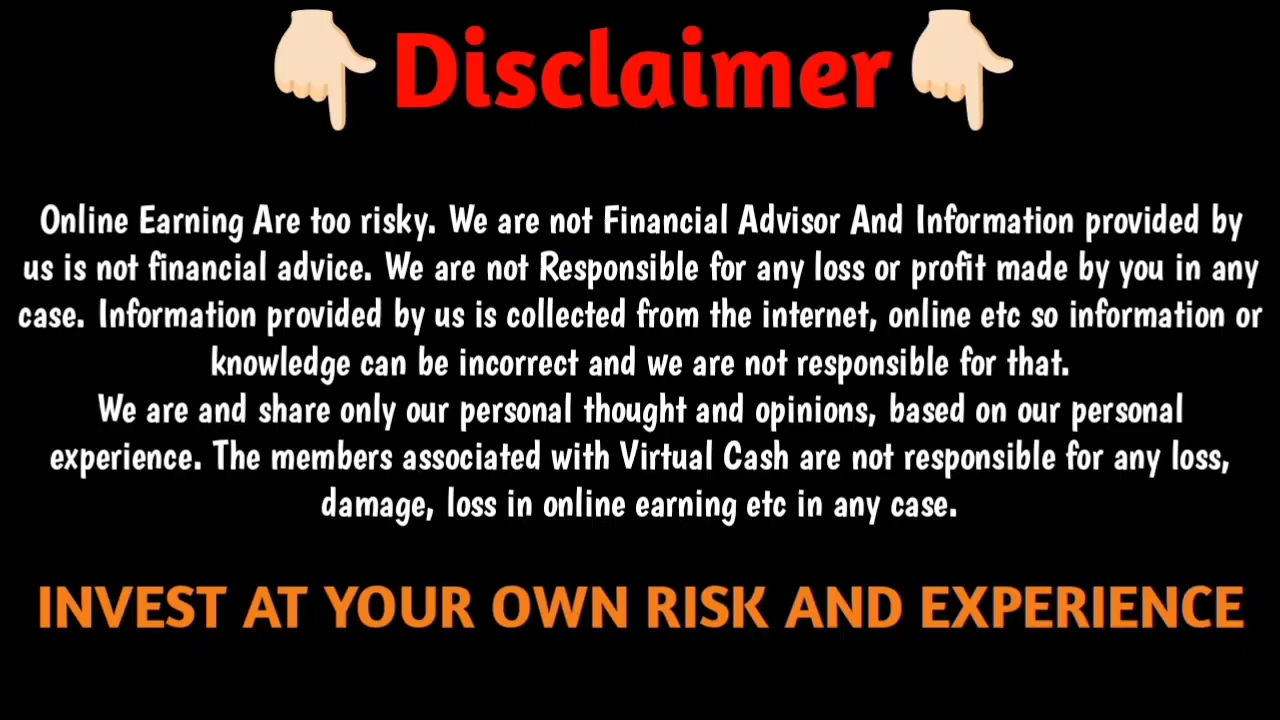 Disclaimer
Online Earning Are too risky. We are not Financial Advisor And Information provided by
us is not financial advice. We are not Responsible for any loss or profit made by you in any
case. Information provided by us is collected from the internet, online etc so information or
knowledge can be incorrect and we are not responsible for that.
We are and share only our personal thought and opinions, based on our personal
experience. The members associated with Virtual Cash are not responsible for any loss,
damage, loss in online earning etc in any case.
INVEST AT YOUR OWN RISK AND EXPERIENCE